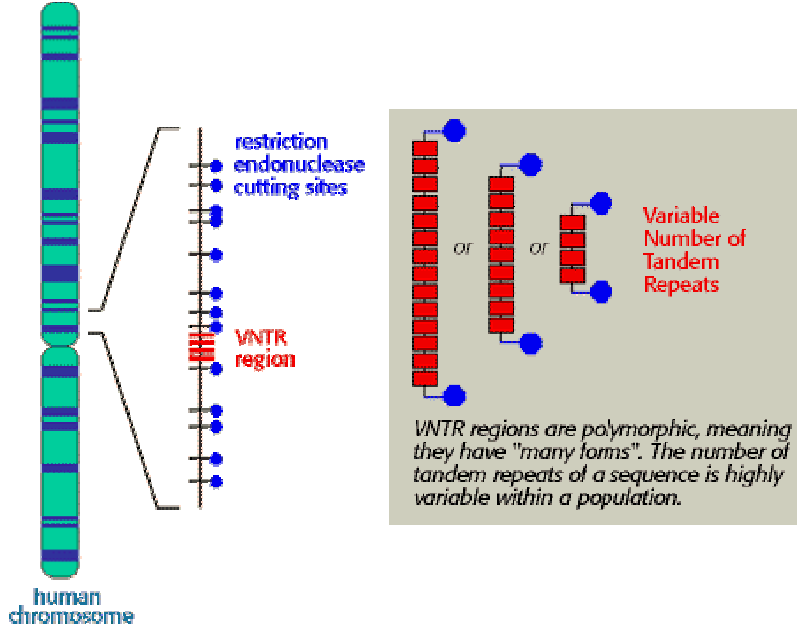 restriction
endonuclease
cutting sites
VNTR
region
human
chromosome
or
or
Variable
Number of
Tandem
Repeats
VNTR regions are polymorphic, meaning
they have "many forms". The number of
tandem repeats of a sequence is highly
variable within a population.